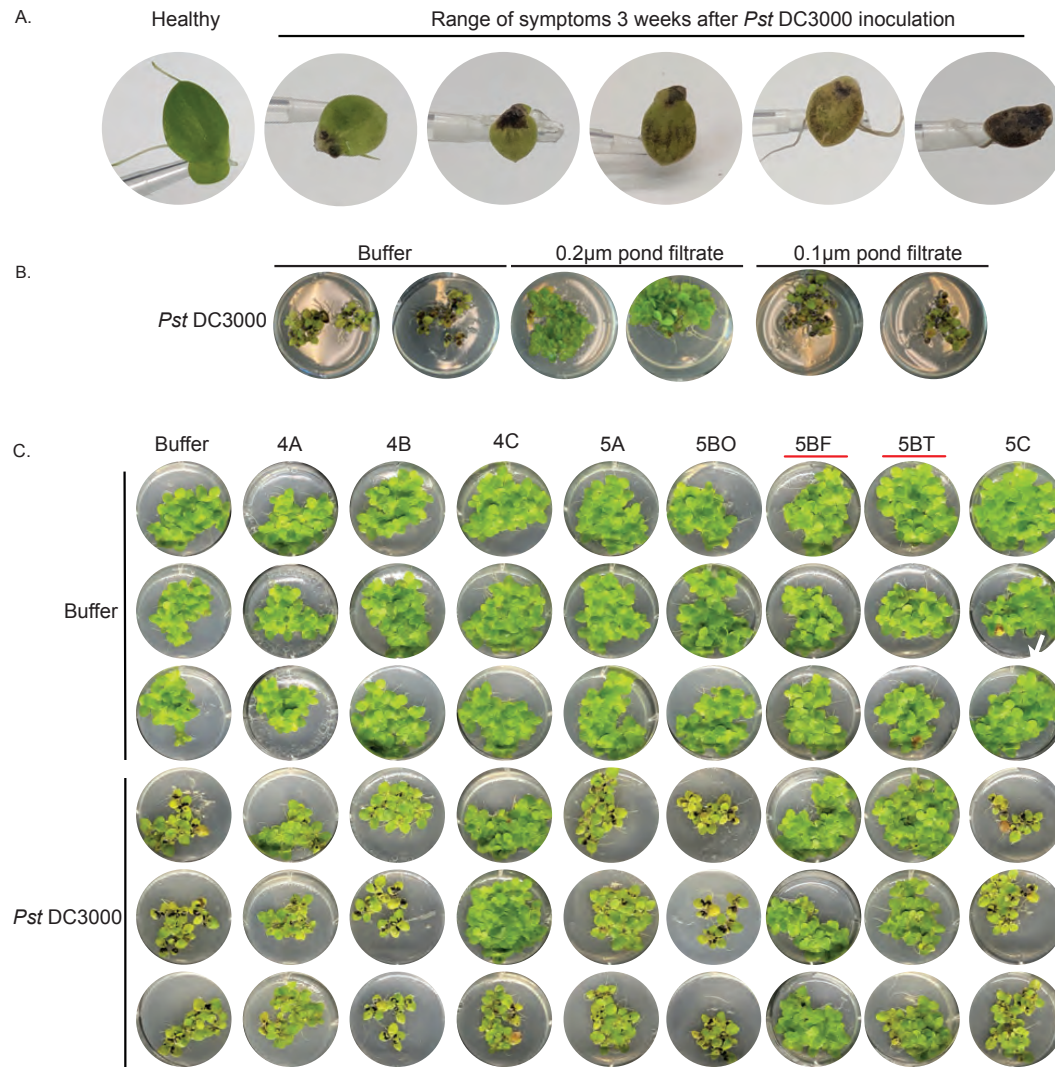 A.
Healthy
Range of symptoms 3 weeks after Pst DC3000 inoculation
B.
Buffer
0.2µm pond filtrate
0.1µm pond filtrate
Pst DC3000
C.
Buffer 4A 4B 4C 5A 5BO 5BF 5BT 5C
Buffer
Pst DC3000